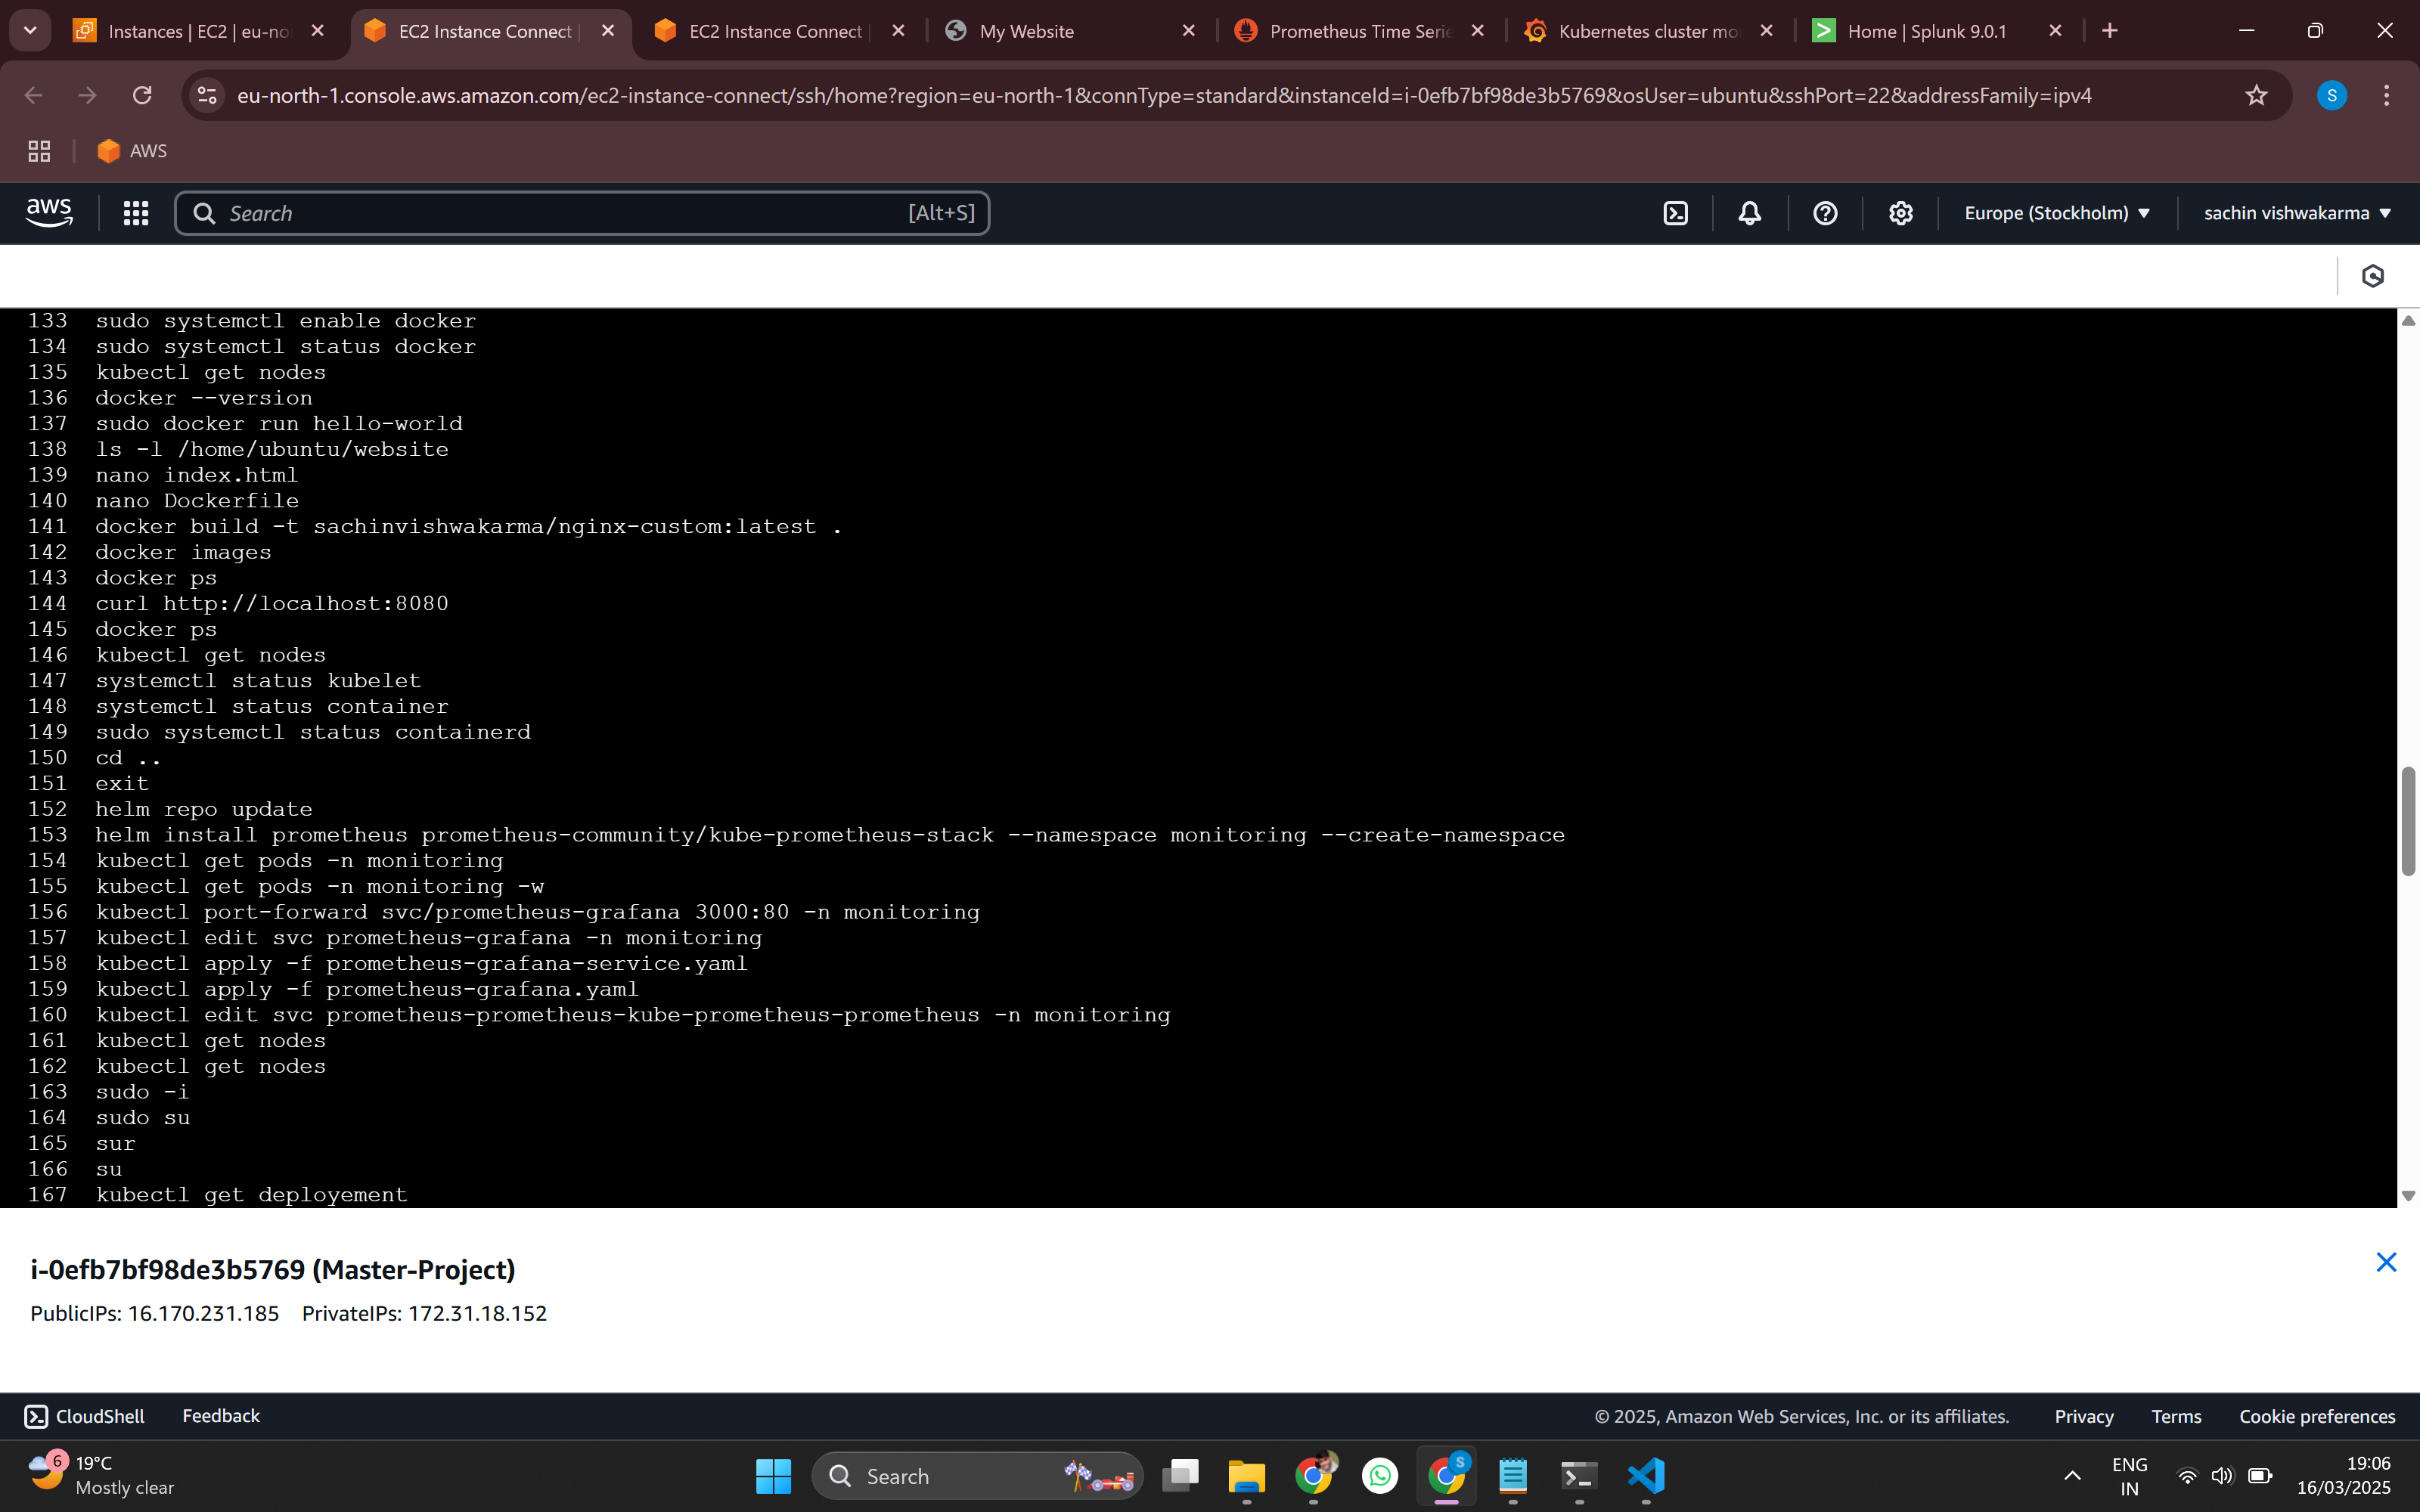 Instances | EC2 | eu-no
EC2 Instance Connect |
EC2 Instance Connect |
My Website
Prometheus Time Serie
Kubernetes cluster mo
Home | Splunk 9.0.1
eu-north-1.console.aws.amazon.com/ec2-instance-connect/ssh/home?region=eu-north-1&connType=standard&instanceId=i-0efb7bf98de3b5769&osUser=ubuntu&sshPort=22&addressFamily=ipv4
S
AWS
aws
Search
[Alt+S]
Europe (Stockholm)
sachin vishwakarma
133 sudo systemctl enable docker
134 sudo systemctl status docker
135 kubectl get nodes
136 docker --version
137 sudo docker run hello-world
138 ls -l /home/ubuntu/website
139 nano index.html
140 nano Dockerfile
141 docker build -t sachinvishwakarma/nginx-custom:latest .
142 docker images
143 docker ps
144 curl http://localhost:8080
145 docker ps
146 kubectl get nodes
147 systemctl status kubelet
148 systemctl status container
149 sudo systemctl status containerd
150 cd ..
151 exit
152 helm repo update
153 helm install prometheus prometheus-community/kube-prometheus-stack --namespace monitoring --create-namespace
154 kubectl get pods -n monitoring
155 kubectl get pods -n monitoring -w
156 kubectl port-forward svc/prometheus-grafana 3000:80 -n monitoring
157 kubectl edit svc prometheus-grafana -n monitoring
158 kubectl apply -f prometheus-grafana-service.yaml
159 kubectl apply -f prometheus-grafana.yaml
160 kubectl edit svc prometheus-prometheus-kube-prometheus-prometheus -n monitoring
161 kubectl get nodes
162 kubectl get nodes
163 sudo -i
164 sudo su
165 sur
166 su
167 kubectl get deployement
i-0efb7bf98de3b5769 (Master-Project)
PublicIPs: 16.170.231.185 PrivateIPs: 172.31.18.152
CloudShell
Feedback
© 2025, Amazon Web Services, Inc. or its affiliates.
Privacy
Terms
Cookie preferences
6
19°C
Mostly clear
Search
S
ENG
IN
19:06
16/03/2025